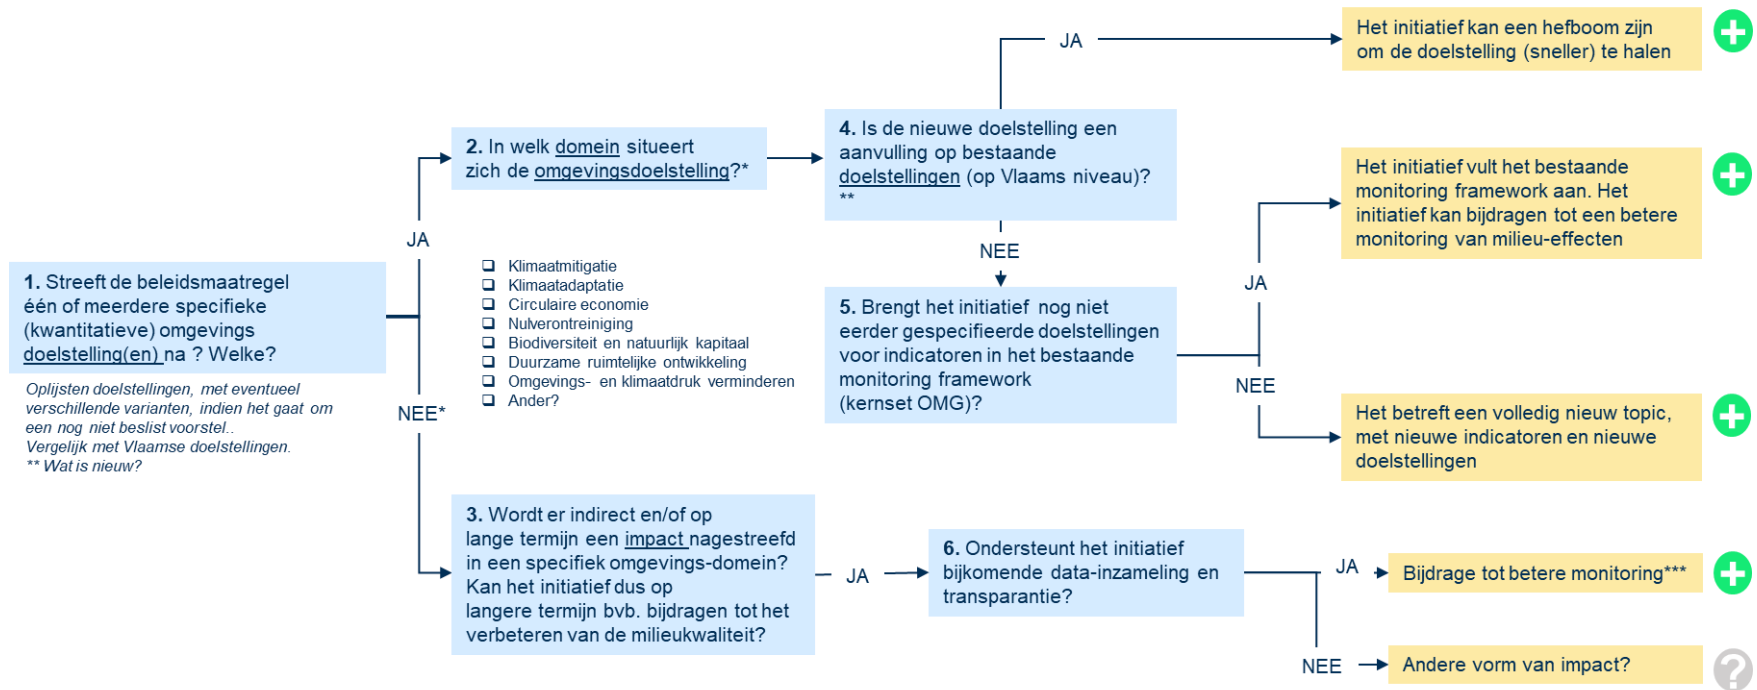 JA
Het initiatief kan een hefboom zijn
om de doelstelling (sneller) te halen
2. In welk domein situeert
zich de omgevingsdoelstelling?*
4. Is de nieuwe doelstelling een
aanvulling op bestaande
doelstellingen (op Vlaams niveau)?
**
Het initiatief vult het bestaande
monitoring framework aan. Het
initiatief kan bijdragen tot een betere
monitoring van milieu-effecten
JA
NEE
1. Streeft de beleidsmaatregel
één of meerdere specifieke
(kwantitatieve) omgevings
doelstelling(en) na ? Welke?
❑ Klimaatmitigatie
❑ Klimaatadaptatie
❑ Circulaire economie
❑ Nulverontreiniging
❑ Biodiversiteit en natuurlijk kapitaal
❑ Duurzame ruimtelijke ontwikkeling
❑ Omgevings- en klimaatdruk verminderen
❑ Ander?
5. Brengt het initiatief nog niet
eerder gespecifieerde doelstellingen
voor indicatoren in het bestaande
monitoring framework
(kernset OMG)?
JA
NEE
Oplijsten doelstellingen, met eventueel
verschillende varianten, indien het gaat om
een nog niet beslist voorstel..
Vergelijk met Vlaamse doelstellingen.
** Wat is nieuw?
NEE*
Het betreft een volledig nieuw topic,
met nieuwe indicatoren en nieuwe
doelstellingen
3. Wordt er indirect en/of op
lange termijn een impact nagestreefd
in een specifiek omgevings-domein?
Kan het initiatief dus op
langere termijn bvb. bijdragen tot het
verbeteren van de milieukwaliteit?
JA
6. Ondersteunt het initiatief
bijkomende data-inzameling en
transparantie?
JA
Bijdrage tot betere monitoring***
NEE
Andere vorm van impact?
?